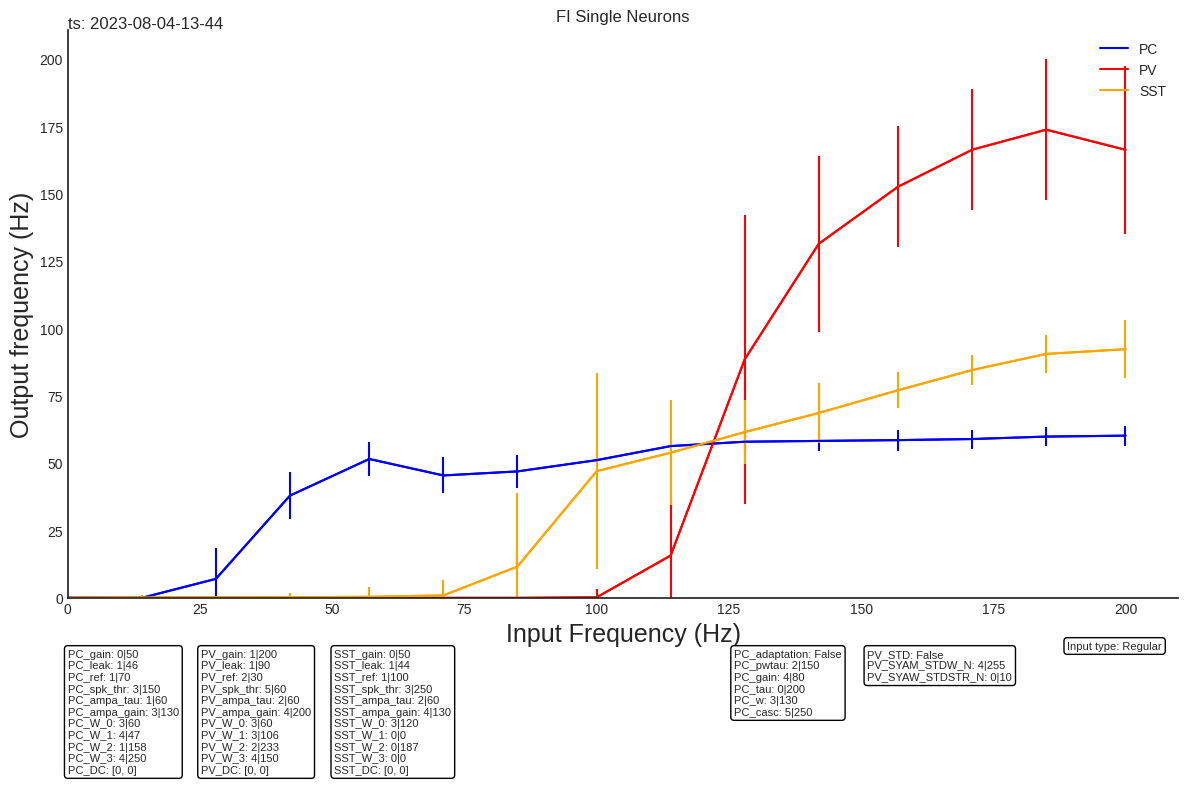 ts: 2023-08-04-13-44
FI Single Neurons
PC
PV
SST
Output frequency (Hz)
200
175
150
125
100
75
50
25
0
0 25 50 75 100 125 150 175 200
Input Frequency (Hz)
PC_gain: 0|50
PC_leak: 1|46
PC_ref: 1|70
PC_spk_thr: 3|150
PC_ampa_tau: 1|60
PC_ampa_gain: 3|130
PC_W_0: 3|60
PC_W_1: 4|47
PC_W_2: 1|158
PC_W_3: 4|250
PC_DC: [0, 0]
PV_gain: 1|200
PV_leak: 1|90
PV_ref: 2|30
PV_spk_thr: 5|60
PV_ampa_tau: 2|60
PV_ampa_gain: 4|200
PV_W_0: 3|60
PV_W_1: 3|106
PV_W_2: 2|233
PV_W_3: 4|150
PV_DC: [0, 0]
SST_gain: 0|50
SST_leak: 1|44
SST_ref: 1|100
SST_spk_thr: 3|250
SST_ampa_tau: 2|60
SST_ampa_gain: 4|130
SST_W_0: 3|120
SST_W_1: 0|0
SST_W_2: 0|187
SST_W_3: 0|0
SST_DC: [0, 0]
PC_adaptation: False
PC_pwtau: 2|150
PC_gain: 4|80
PC_tau: 0|200
PC_w: 3|130
PC_casc: 5|250
PV_STD: False
PV_SYAM_STDW_N: 4|255
PV_SYAW_STDSTR_N: 0|10
Input type: Regular